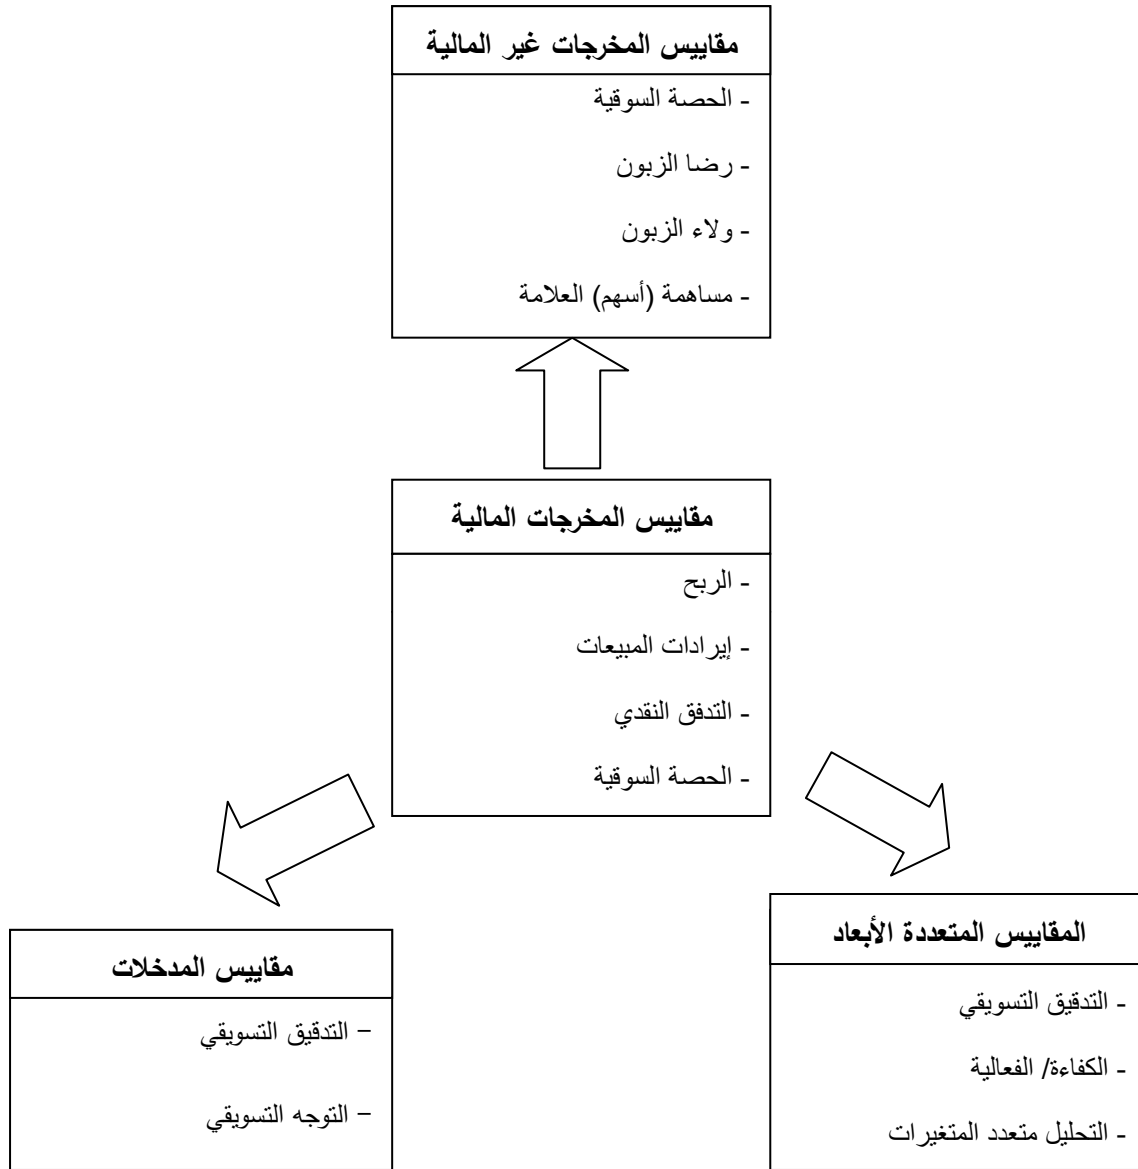 مقاييس المخرجات غير المالية
- الحصة السوقية
- رضا الزبون
- ولاء الزبون
- مساهمة (أسهم) العلامة
مقاييس المخرجات المالية
- الربح
- إيرادات المبيعات
- التدفق النقدي
- الحصة السوقية
المقاييس المتعددة الأبعاد
- التدقيق التسويقي
- الكفاءة/ الفعالية
- التحليل متعدد المتغيرات
مقاييس المدخلات
– التدقيق التسويقي
– التوجه التسويقي